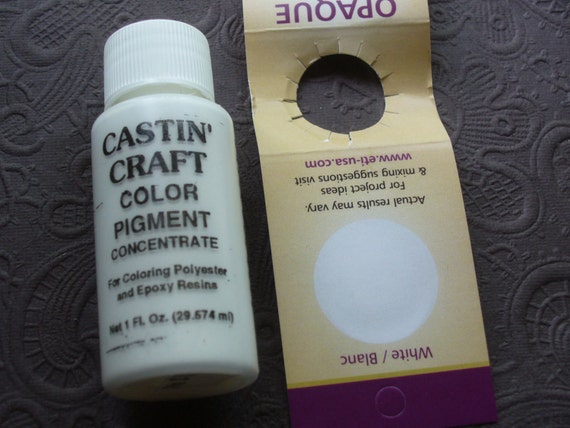 CASTIN'
CRAFT
COLOR
PIGMENT
CONCENTRATE
For Coloring Polyester
and Epoxy Resins
Net 1 FL Oz. (29.574 ml)
White / Blanc
Actual results may vary.
For project ideas
& mixing suggestions visit
www.eti-usa.com
OPAQUE